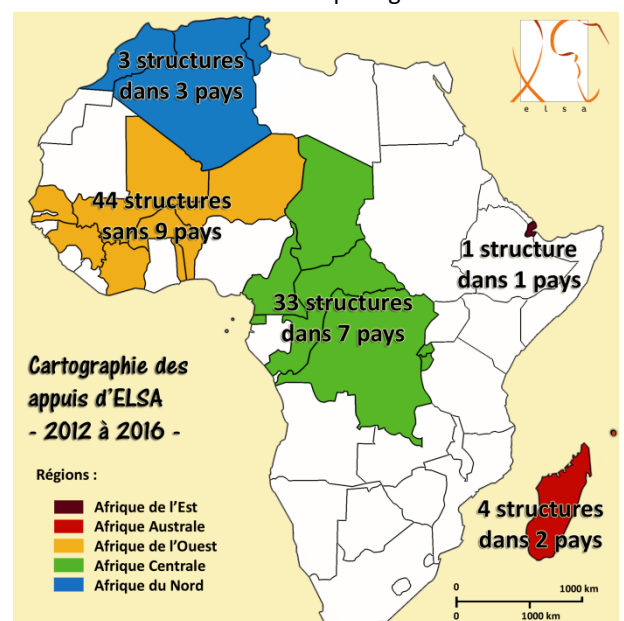 3 structures
dans 3 pays
elsa
44 structures
sans 9 pays
1 structure
dans 1 pays
33 structures
dans 7 pays
Cartographie des
appuis d'ELSA
- 2012 à 2016 -
Régions :
Afrique de l'Est
Afrique Australe
Afrique de l'Ouest
Afrique Centrale
Afrique du Nord
4 structures
dans 2 pays
0 1000 km
0 1000 km